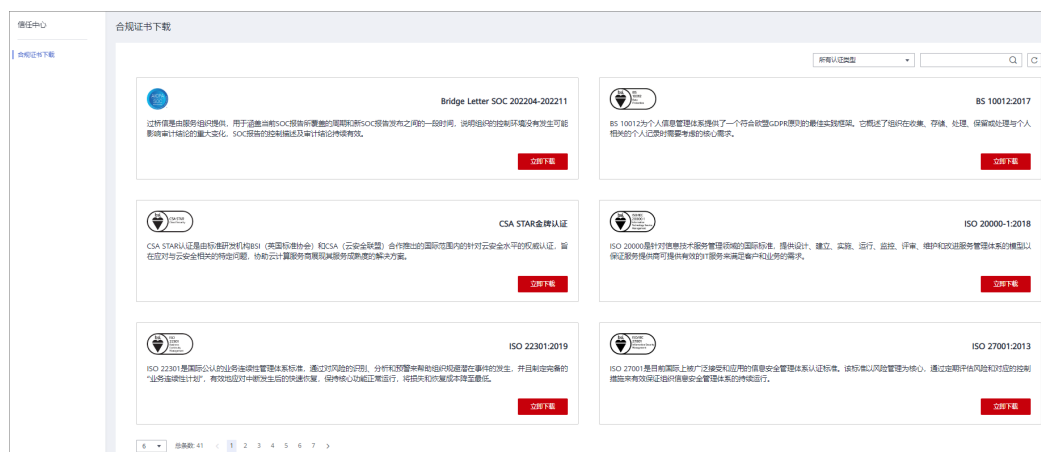 信任中心
合规证书下载
合规证书下载
所有认证类型
Bridge Letter SOC 202204-202211
过桥信是由服务组织提供，用于涵盖当前SOC报告所覆盖的周期和新SOC报告发布之间的一段时间，说明组织的控制环境没有发生可能
影响审计结论的重大变化，SOC报告的控制描述及审计结论持续有效。
立即下载
BS 10012:2017
BS 10012为个人信息管理体系提供了一个符合欧盟GDPR原则的最佳实践框架。它概述了组织在收集、存储、处理、保留或处理与个人
相关的个人记录时需要考虑的核心需求。
立即下载
CSA STAR金牌认证
CSA STAR认证是由标准研发机构BSI（英国标准协会）和CSA（云安全联盟）合作推出的国际范围内的针对云安全水平的权威认证，旨
在应对与云安全相关的特定问题，协助云计算服务商展现其服务成熟度的解决方案。
立即下载
ISO 20000-1:2018
ISO 20000是针对信息技术服务管理领域的国际标准，提供设计、建立、实施、运行、监控、评审、维护和改进服务管理体系的模型以
保证服务提供商可提供有效的IT服务来满足客户和业务的需求。
立即下载
ISO 22301:2019
ISO 22301是国际公认的业务连续性管理体系标准，通过对风险的识别、分析和预警来帮助组织规避潜在事件的发生，并且制定完备的
“业务连续性计划”，有效地应对中断发生后的快速恢复，保持核心功能正常运行，将损失和恢复成本降至最低。
立即下载
ISO 27001:2013
ISO 27001是目前国际上被广泛接受和应用的信息安全管理体系认证标准。该标准以风险管理为核心，通过定期评估风险和对应的控制
措施来有效保证组织信息安全管理体系的持续运行。
立即下载
6 总条数: 41 < 1 2 3 4 5 6 7 >